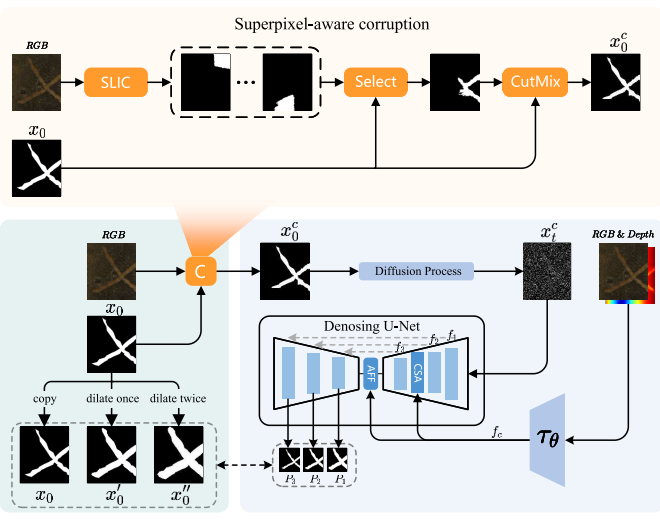 Superpixel-aware corruption
RGB
SLIC
...
Select
CutMix
x_0^c
x_0
RGB
C
x_0^c
Diffusion Process
x_t^c
RGB & Depth
x_0
Denosing U-Net
f_3
f_2
f_1
AFF
CSA
copy
dilate once
dilate twice
f_c
τ_θ
x_0
x_0′
x_0″
P_3
P_2
P_1